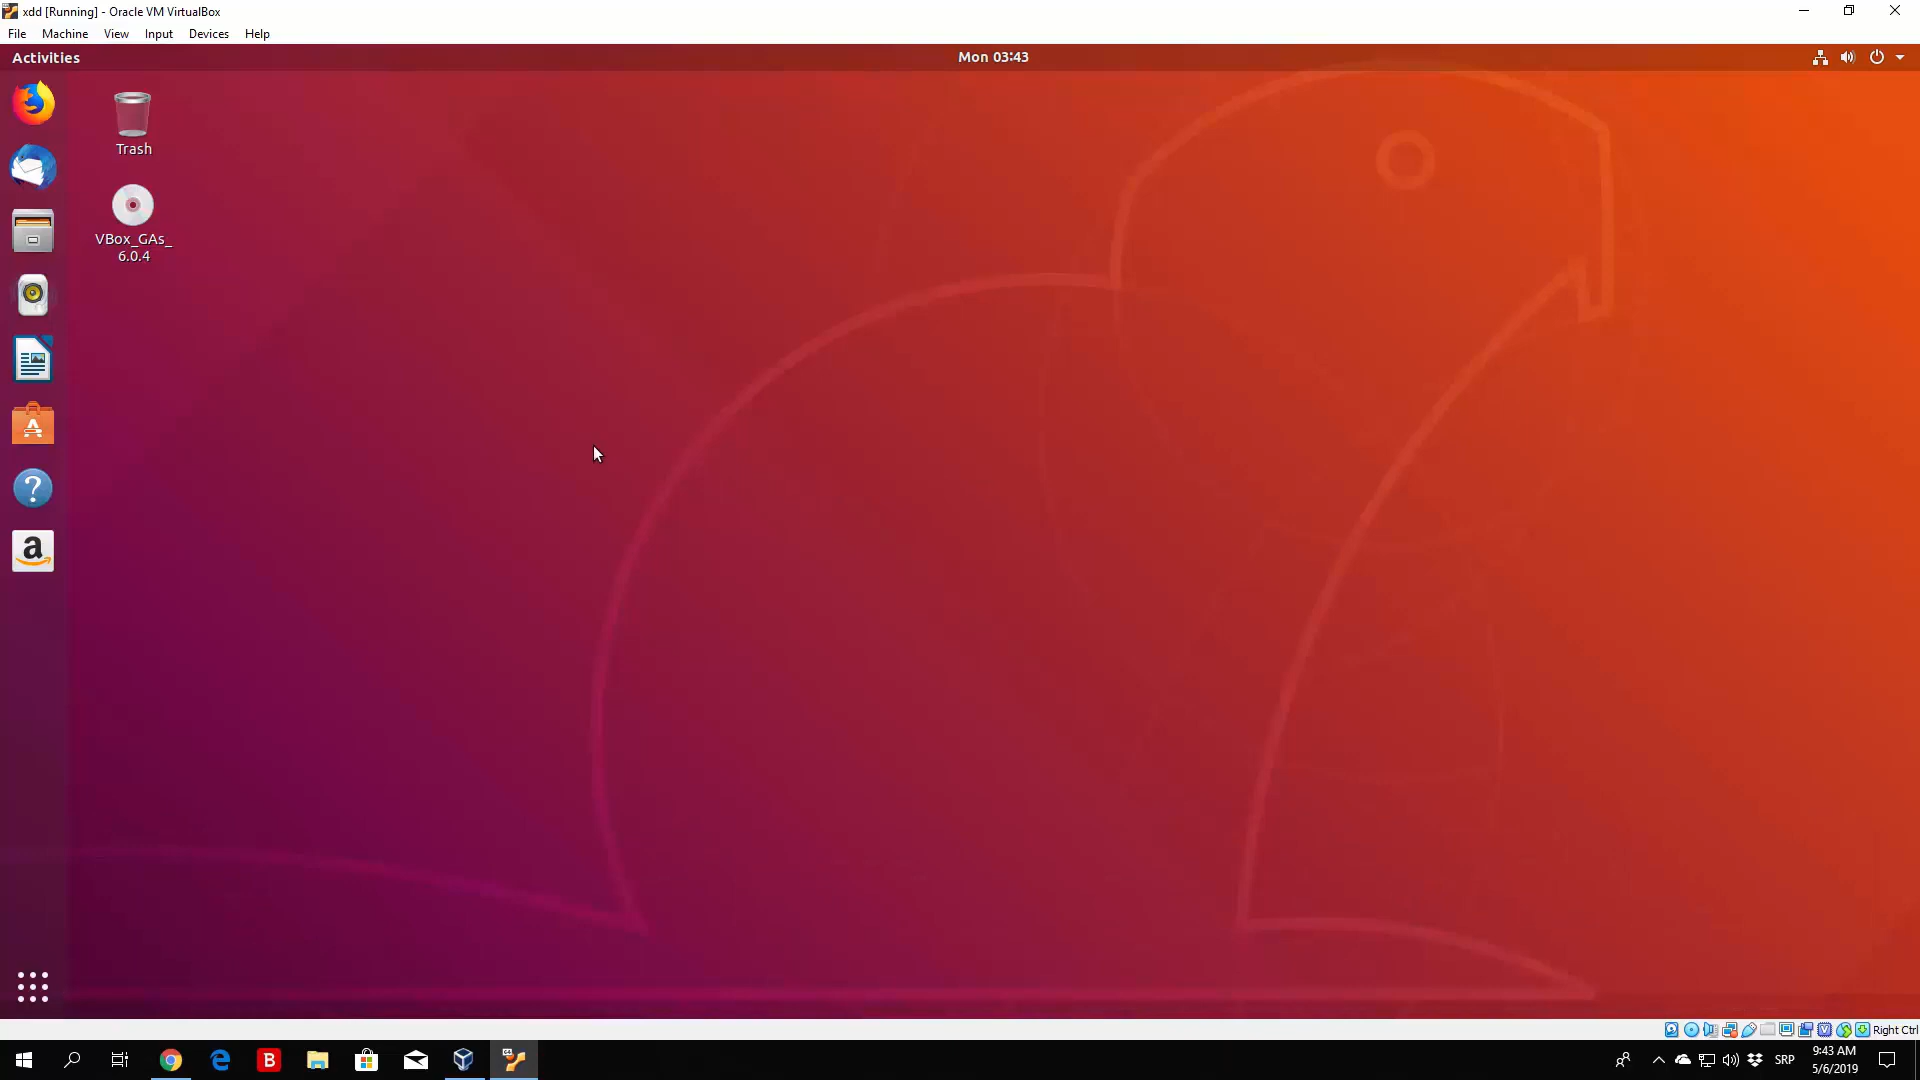 xdd [Running] - Oracle VM VirtualBox
File Machine View Input Devices Help
Activities
Mon 03:43
Trash
VBox_GAs_
6.0.4
Right Ctrl
SRP
9:43 AM
5/6/2019